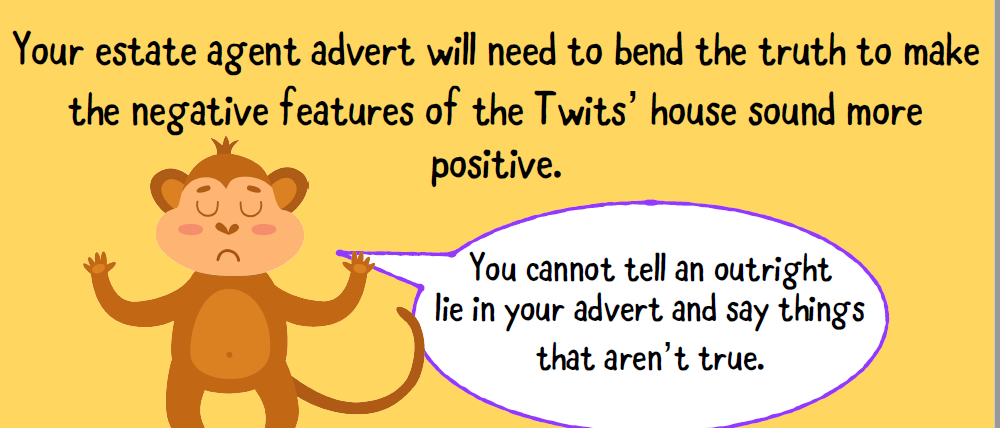 Your estate agent advert will need to bend the truth to make
the negative features of the Twits’ house sound more
positive.
You cannot tell an outright
lie in your advert and say things
that aren’t true.